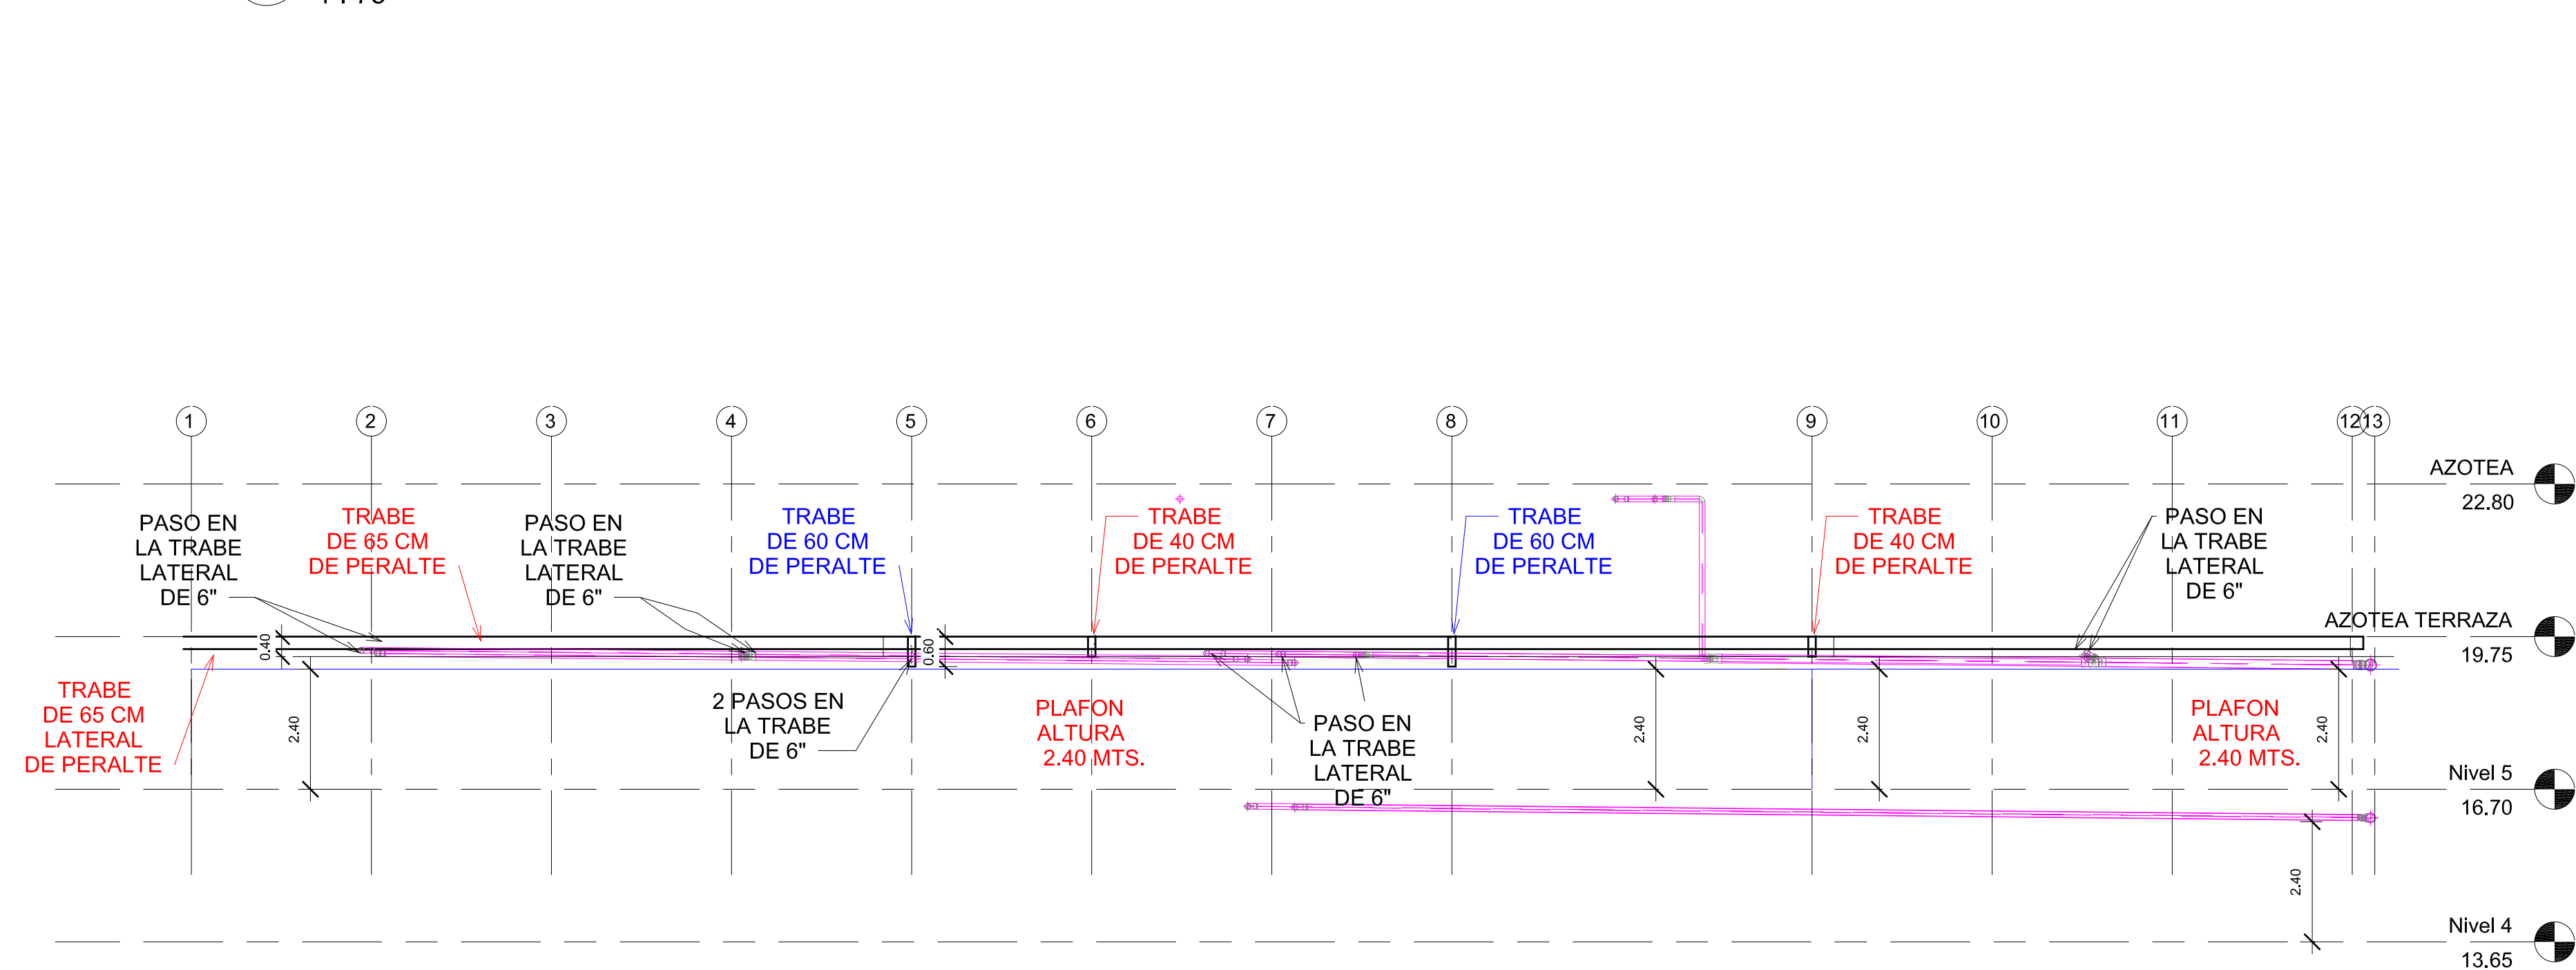 1
2
3
4
5
6
7
8
9
10
11
12
13
AZOTEA
22.80
PASO EN
LA TRABE
LATERAL
DE 6"
TRABE
DE 65 CM
DE PERALTE
PASO EN
LA TRABE
LATERAL
DE 6"
TRABE
DE 60 CM
DE PERALTE
TRABE
DE 40 CM
DE PERALTE
TRABE
DE 60 CM
DE PERALTE
TRABE
DE 40 CM
DE PERALTE
PASO EN
LA TRABE
LATERAL
DE 6"
AZOTEA TERRAZA
19.75
0.40
0.60
TRABE
DE 65 CM
LATERAL
DE PERALTE
2.40
2 PASOS EN
LA TRABE
DE 6"
PLAFON
ALTURA
2.40 MTS.
PASO EN
LA TRABE
LATERAL
DE 6"
2.40
2.40
PLAFON
ALTURA
2.40 MTS.
2.40
Nivel 5
16.70
2.40
Nivel 4
13.65